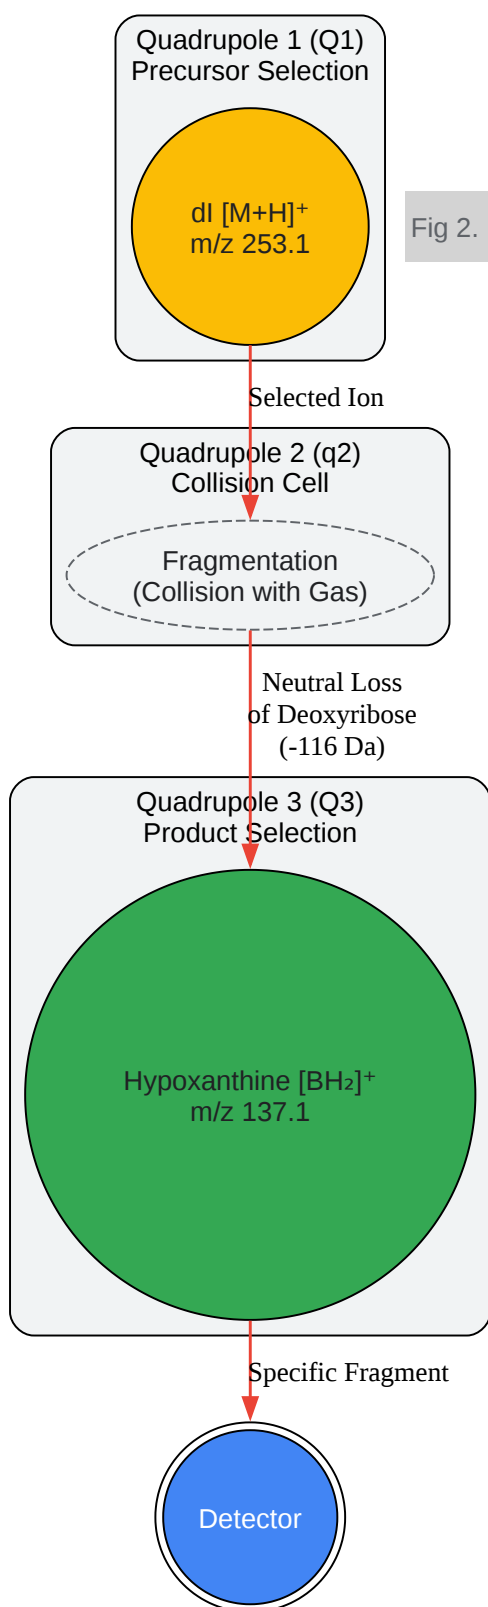 Quadrupole 1 (Q1)
Precursor Selection
dI [M+H]⁺
m/z 253.1
Fig 2.
Selected Ion
Quadrupole 2 (q2)
Collision Cell
Fragmentation
(Collision with Gas)
Neutral Loss
of Deoxyribose
(-116 Da)
Quadrupole 3 (Q3)
Product Selection
Hypoxanthine [BH₂]⁺
m/z 137.1
Specific Fragment
Detector